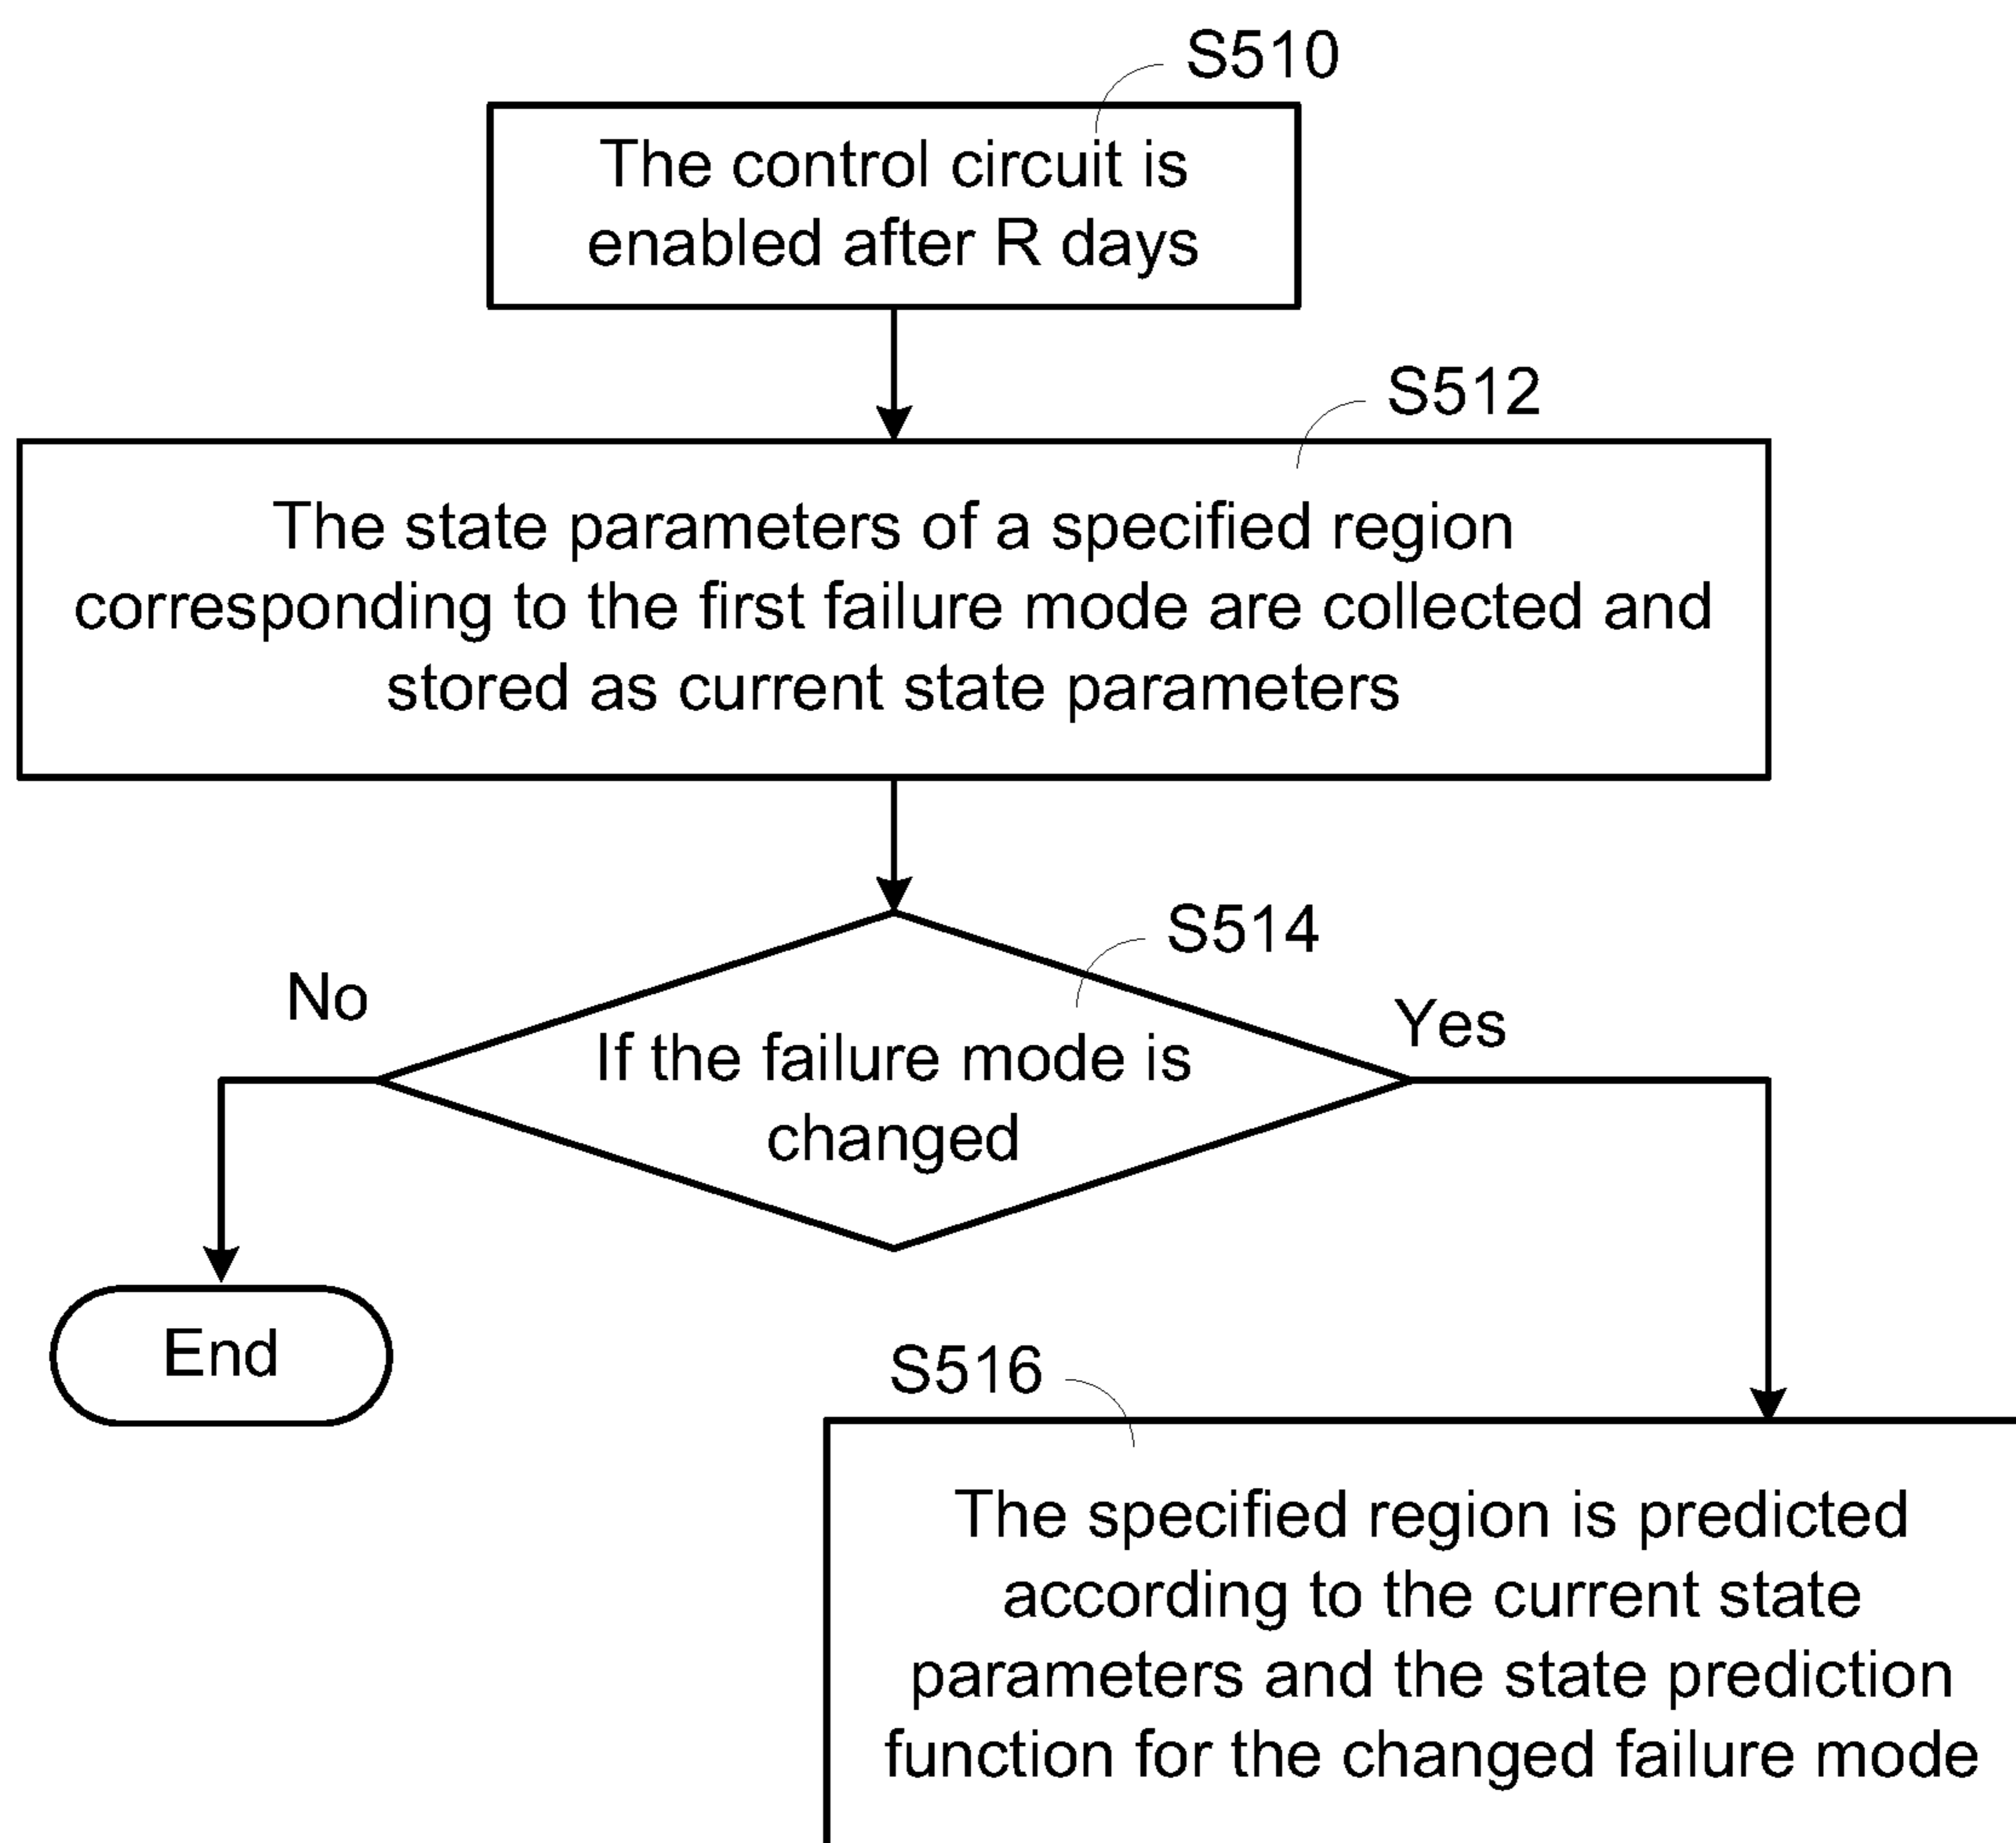 S510
The control circuit is
enabled after R days
S512
The state parameters of a specified region
corresponding to the first failure mode are collected and
stored as current state parameters
S514
No
Yes
If the failure mode is
changed
End
S516
The specified region is predicted
according to the current state
parameters and the state prediction
function for the changed failure mode